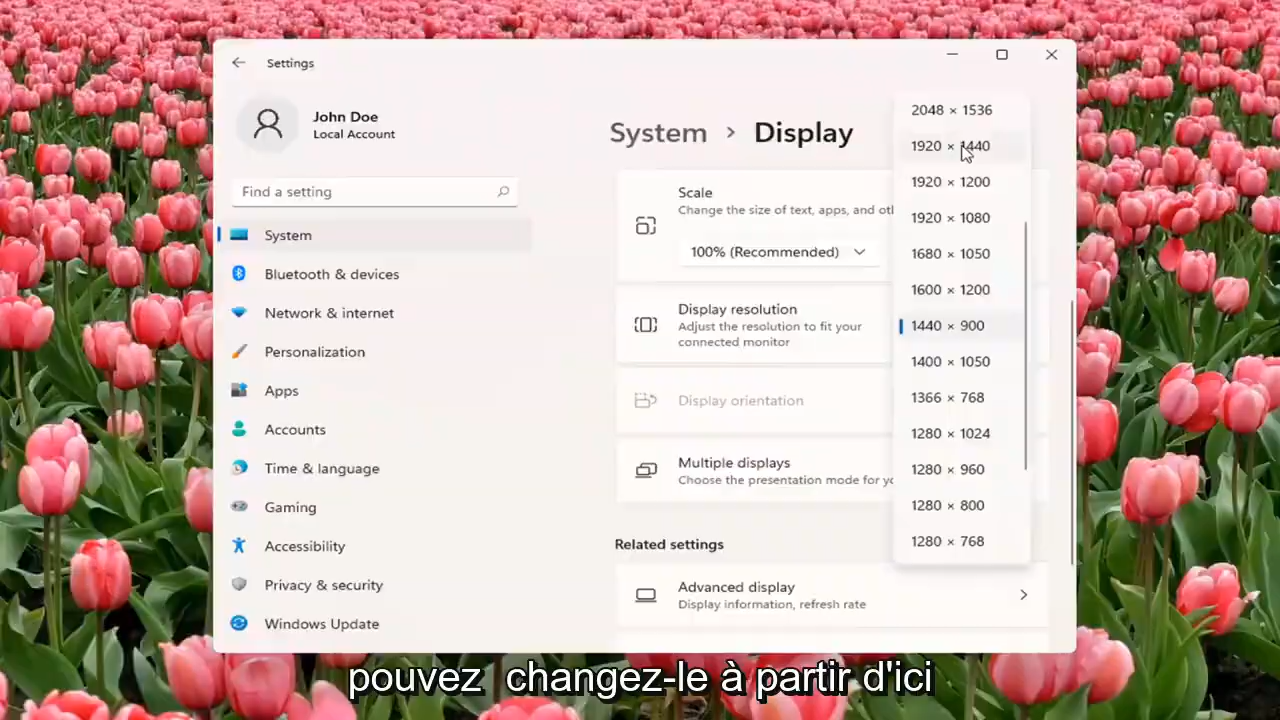 Settings
John Doe
Local Account
Find a setting
System
Bluetooth & devices
Network & internet
Personalization
Apps
Accounts
Time & language
Gaming
Accessibility
Privacy & security
Windows Update
System > Display
Scale
Change the size of text, apps, and
100% (Recommended)
Display resolution
Adjust the resolution to fit your
connected monitor
Display orientation
Multiple displays
Choose the presentation mode for
Related settings
Advanced display
Display information, refresh rate
2048 × 1536
1920 × 1440
1920 × 1200
1920 × 1080
1680 × 1050
1600 × 1200
1440 × 900
1400 × 1050
1366 × 768
1280 × 1024
1280 × 960
1280 × 800
1280 × 768
pouvez changez-le à partir d'ici